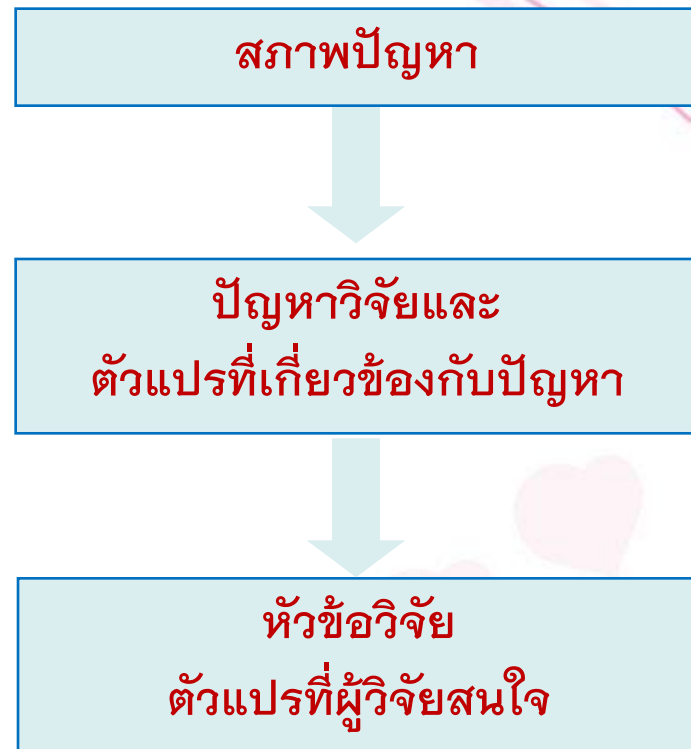 สภาพปัญหา
ปัญหาวิจัยและ
ตัวแปรที่เกี่ยวข้องกับปัญหา
หัวข้อวิจัย
ตัวแปรที่ผู้วิจัยสนใจ